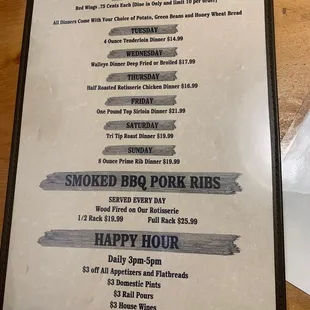 Red Wings .75 Cents Each (Dine in Only and limit 10 per order)
All Dinners Come With Your Choice of Potato, Green Beans and Honey Wheat Bread
TUESDAY
4 Ounce Tenderloin Dinner $14.99
WEDNESDAY
Walleye Dinner Deep Fried or Broiled $17.99
THURSDAY
Half Roasted Rotisserie Chicken Dinner $16.99
FRIDAY
One Pound Top Sirloin Dinner $21.99
SATURDAY
Tri Tip Roast Dinner $19.99
SUNDAY
8 Ounce Prime Rib Dinner $19.99
SMOKED BBQ PORK RIBS
SERVED EVERY DAY
Wood Fired on Our Rotisserie
1/2 Rack $19.99 Full Rack $25.99
HAPPY HOUR
Daily 3pm-5pm
$3 off All Appetizers and Flatbreads
$3 Domestic Pints
$3 Rail Pours
$3 House Wines